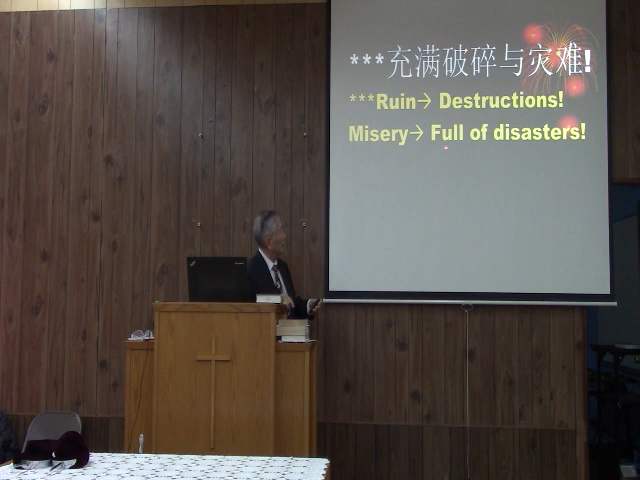 ***充满破碎与灾难!
***Ruin→ Destructions!
Misery→ Full of disasters!